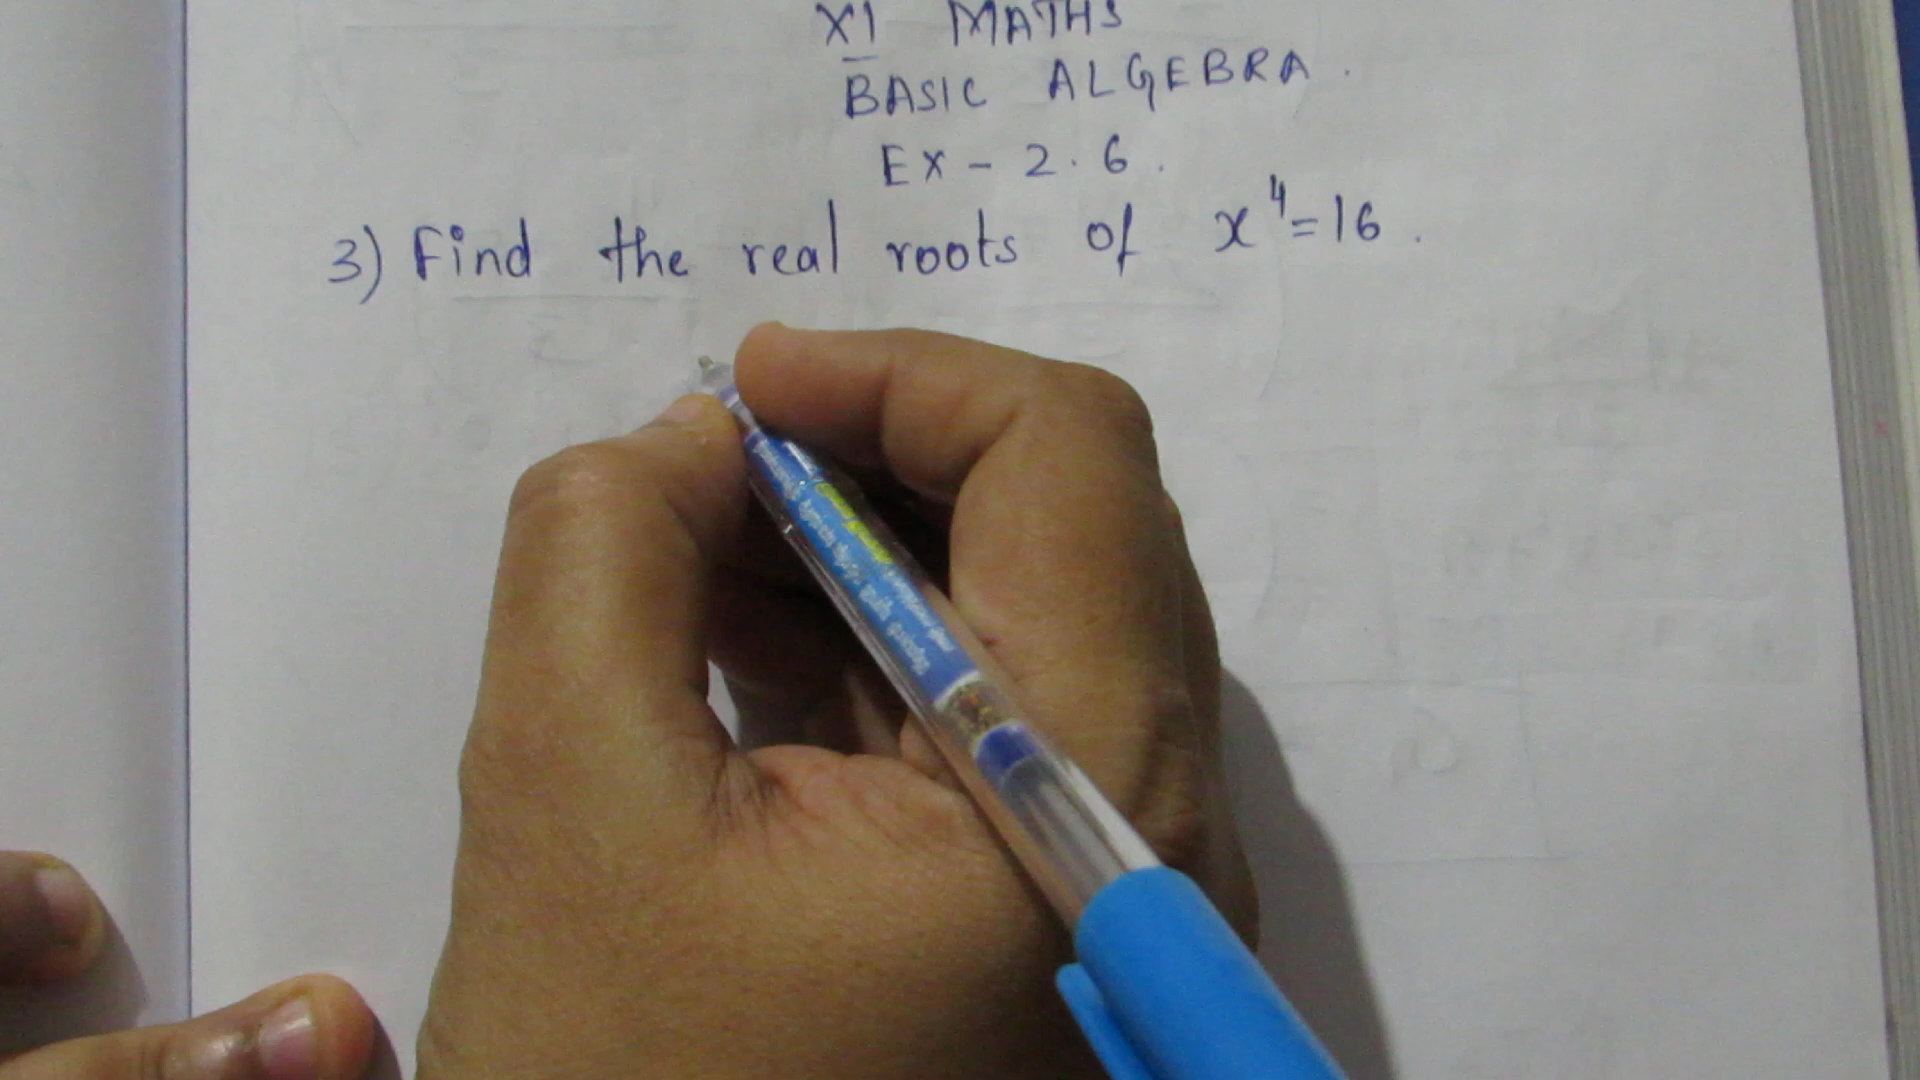 XI MATHS
BASIC ALGEBRA.
Ex - 2.6.
3) Find the real roots of x⁴=16.